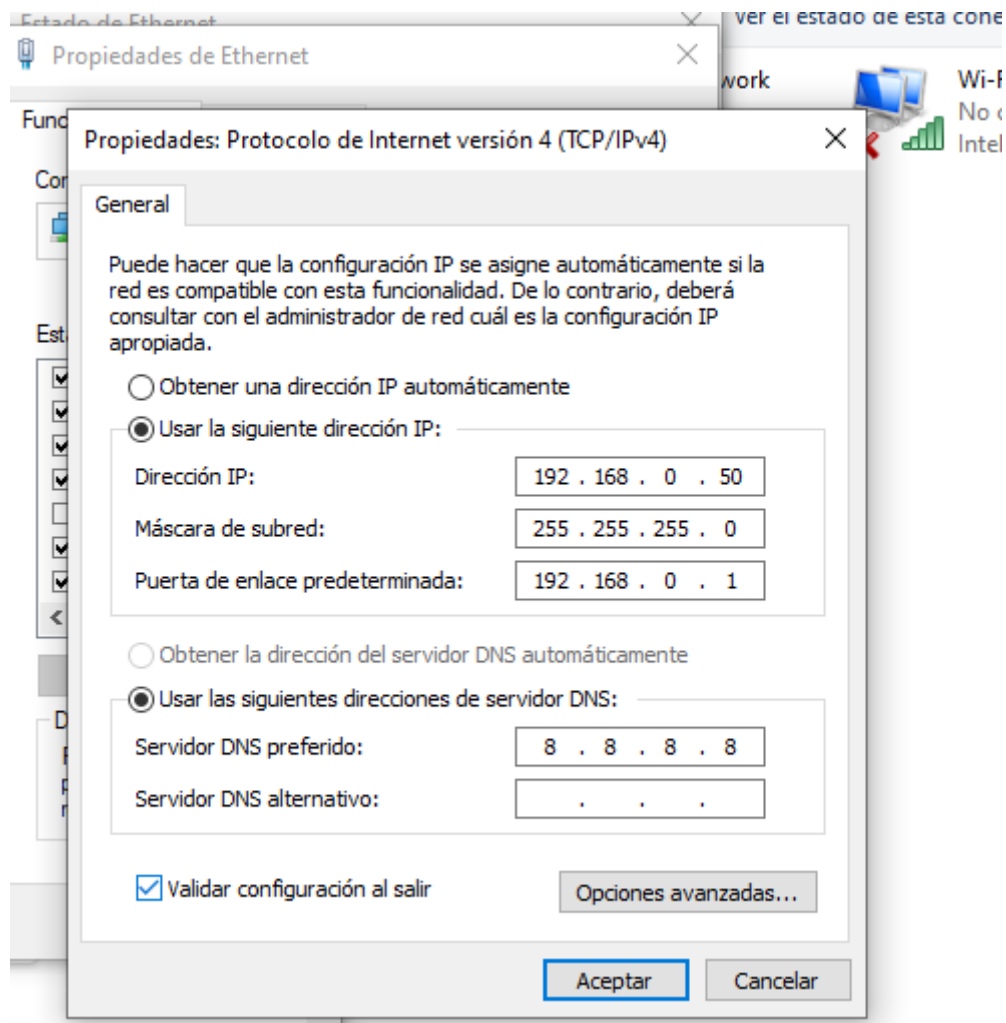 Estado de Ethernet
Ver el estado de esta cone
Propiedades de Ethernet
work
Wi-F
No c
Intel
Func
Propiedades: Protocolo de Internet versión 4 (TCP/IPv4)
Cor
General
Puede hacer que la configuración IP se asigne automáticamente si la
red es compatible con esta funcionalidad. De lo contrario, deberá
consultar con el administrador de red cuál es la configuración IP
apropiada.
Est
Obtener una dirección IP automáticamente
Usar la siguiente dirección IP:
Dirección IP: 192 . 168 . 0 . 50
Máscara de subred: 255 . 255 . 255 . 0
Puerta de enlace predeterminada: 192 . 168 . 0 . 1
Obtener la dirección del servidor DNS automáticamente
Usar las siguientes direcciones de servidor DNS:
D
Servidor DNS preferido: 8 . 8 . 8 . 8
Servidor DNS alternativo: . . .
Validar configuración al salir
Opciones avanzadas...
Aceptar
Cancelar